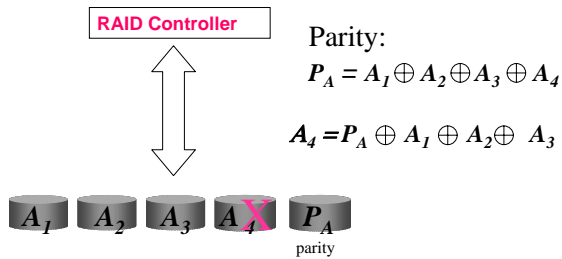 RAID Controller
Parity:
P_A = A_1 ⊕ A_2 ⊕ A_3 ⊕ A_4
A_4 = P_A ⊕ A_1 ⊕ A_2 ⊕ A_3
A_1 A_2 A_3 A_4 X P_A
parity